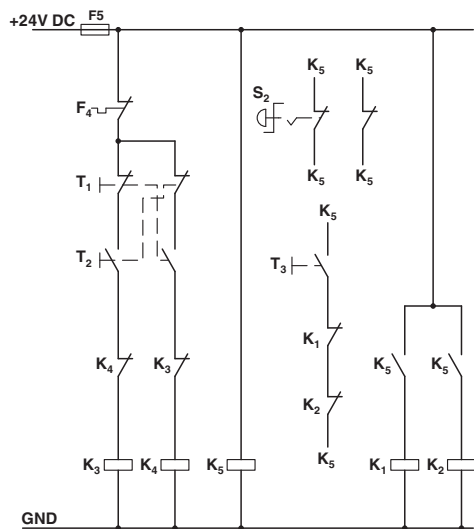 +24V DC F5
K5 K5
S2
F4
K5 K5
T1
K5
T2 T3
K1
K4 K3 K5 K5
K2
K5
K3 K4 K5 K1 K2
GND